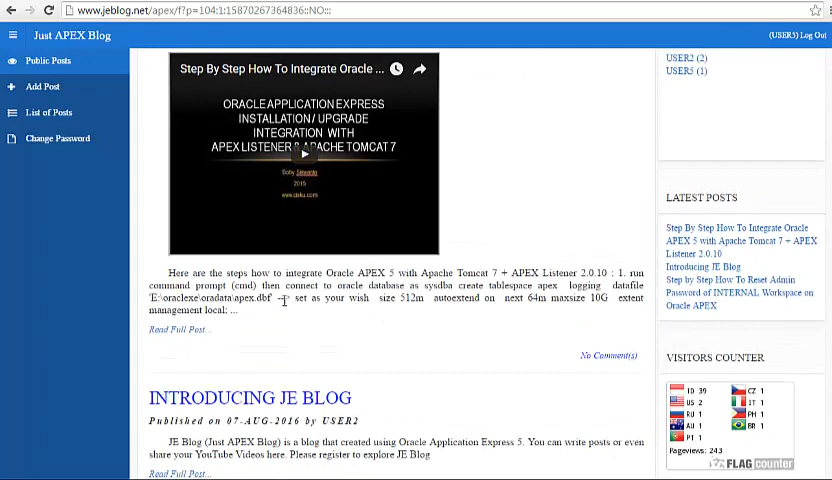 www.jeblog.net/apex/f?p=104:1:15870267364836::NO:::
Just APEX Blog
(USER5) Log Out
Public Posts
Add Post
List of Posts
Change Password
Step By Step How To Integrate Oracle ...
ORACLE APPLICATION EXPRESS
INSTALLATION / UPGRADE
INTEGRATION WITH
APEX LISTENER & APACHE TOMCAT 7
2015
Here are the steps how to integrate Oracle APEX 5 with Apache Tomcat 7 + APEX Listener 2.0.10 : 1. run
command prompt (cmd) then connect to oracle database as sysdba create tablespace apex logging datafile
'E:\oraclexe\oradata\apex.dbf' --> set as your wish size 512m autoextend on next 64m maxsize 10G extent
management local; ...
Read Full Post...
No Comment(s)
INTRODUCING JE BLOG
Published on 07-AUG-2016 by USER2
JE Blog (Just APEX Blog) is a blog that created using Oracle Application Express 5. You can write posts or even
share your YouTube Videos here. Please register to explore JE Blog
Read Full Post...
USER2 (2)
USER5 (1)
LATEST POSTS
Step By Step How To Integrate Oracle
APEX 5 with Apache Tomcat 7 + APEX
Listener 2.0.10
Introducing JE Blog
Step By Step How To Reset Admin
Password of INTERNAL Workspace on
Oracle APEX
VISITORS COUNTER
ID 39 CZ 1
US 2 IT 1
RU 1 PH 1
AU 1 BR 1
PT 1
Pageviews: 243
FLAG counter